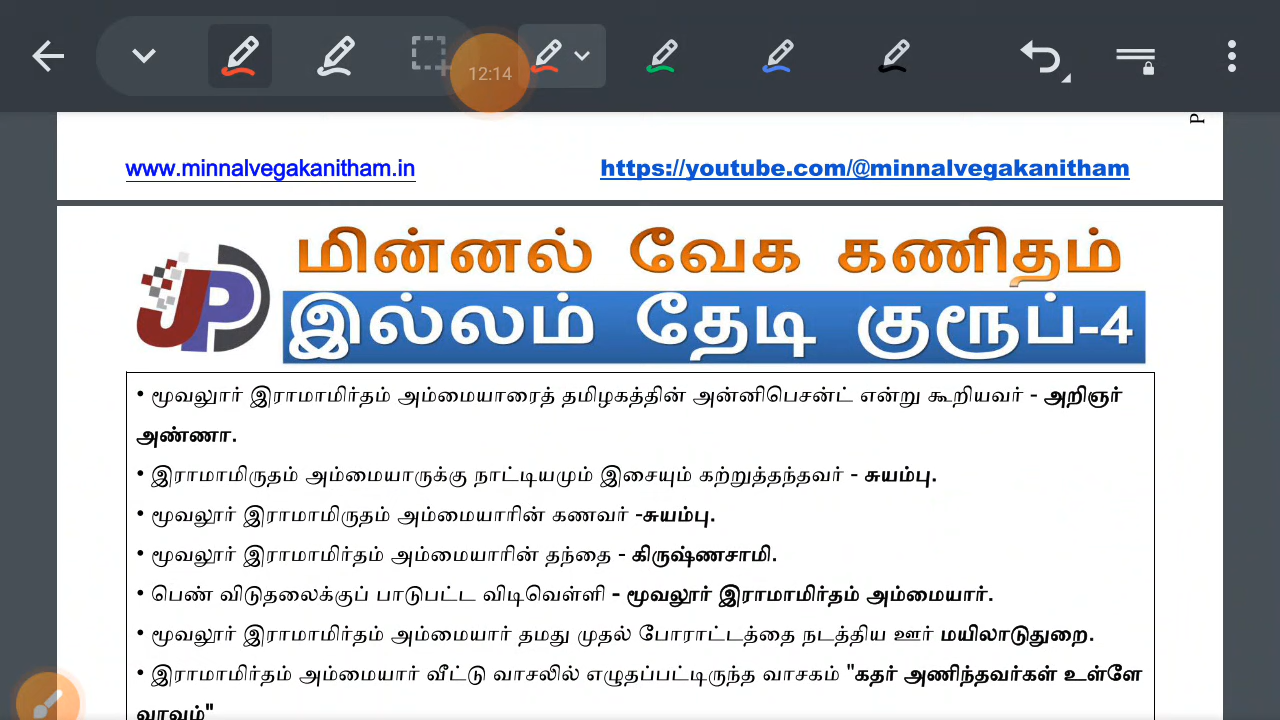 12:14
P
www.minnalvegakanitham.in https://youtube.com/@minnalvegakanitham
மின்னல் வேக கணிதம்
JP இல்லம் தேடி குரூப்-4
• மூவலூர் இராமாமிர்தம் அம்மையாரைத் தமிழகத்தின் அன்னிபெசன்ட் என்று கூறியவர் - அறிஞர்
அண்ணா.
• இராமாமிருதம் அம்மையாருக்கு நாட்டியமும் இசையும் கற்றுத்தந்தவர் - சுயம்பு.
• மூவலூர் இராமாமிருதம் அம்மையாரின் கணவர் -சுயம்பு.
• மூவலூர் இராமாமிர்தம் அம்மையாரின் தந்தை - கிருஷ்ணசாமி.
• பெண் விடுதலைக்குப் பாடுபட்ட விடிவெள்ளி - மூவலூர் இராமாமிர்தம் அம்மையார்.
• மூவலூர் இராமாமிர்தம் அம்மையார் தமது முதல் போராட்டத்தை நடத்திய ஊர் மயிலாடுதுறை.
• இராமாமிர்தம் அம்மையார் வீட்டு வாசலில் எழுதப்பட்டிருந்த வாசகம் "கதர் அணிந்தவர்கள் உள்ளே
வரவும்"